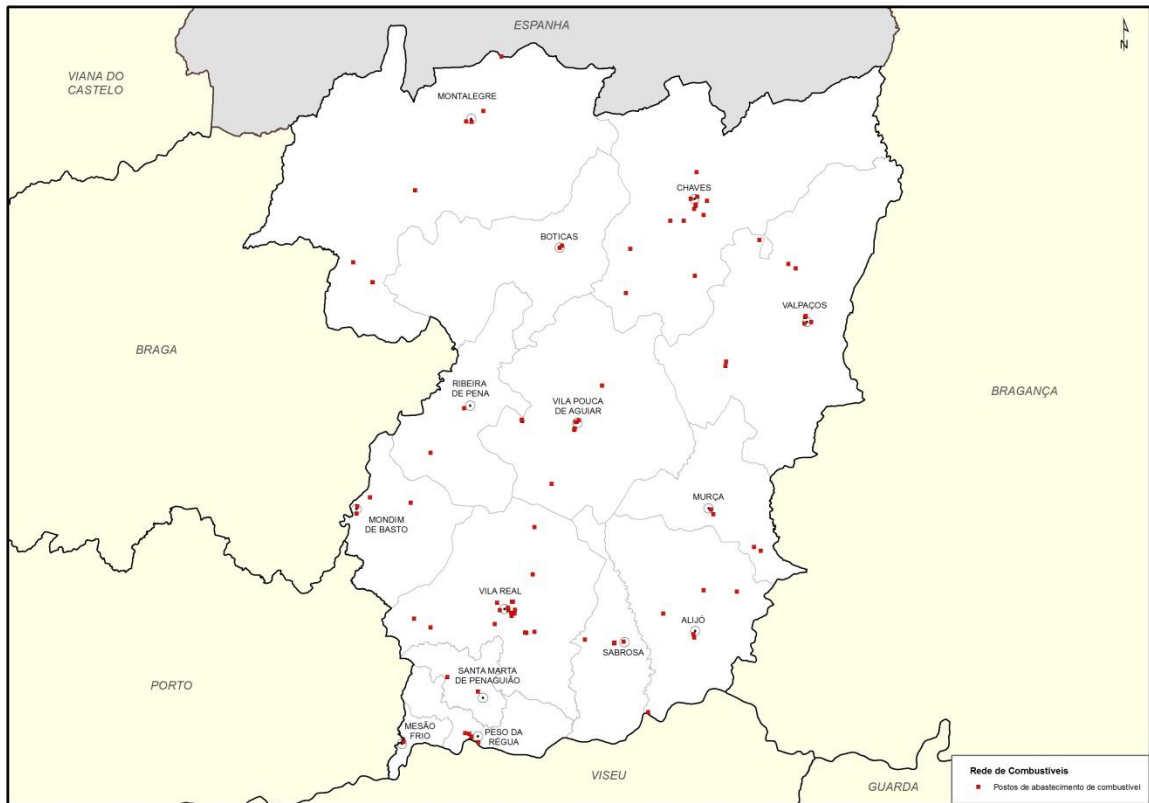 ESPANHA
N
VIANA DO
CASTELO
MONTALEGRE
CHAVES
BOTICAS
VALPAÇOS
BRAGA
RIBEIRA
DE PENA
VILA POUCA
DE AGUIAR
BRAGANÇA
MURÇA
MONDIM
DE BASTO
VILA REAL
ALIJÓ
SABROSA
SANTA MARTA
DE PENAGUIÃO
PORTO
MESÃO
FRIO
PESO DA
RÉGUA
VISEU
GUARDA
Rede de Combustíveis
Postos de abastecimento de combustível